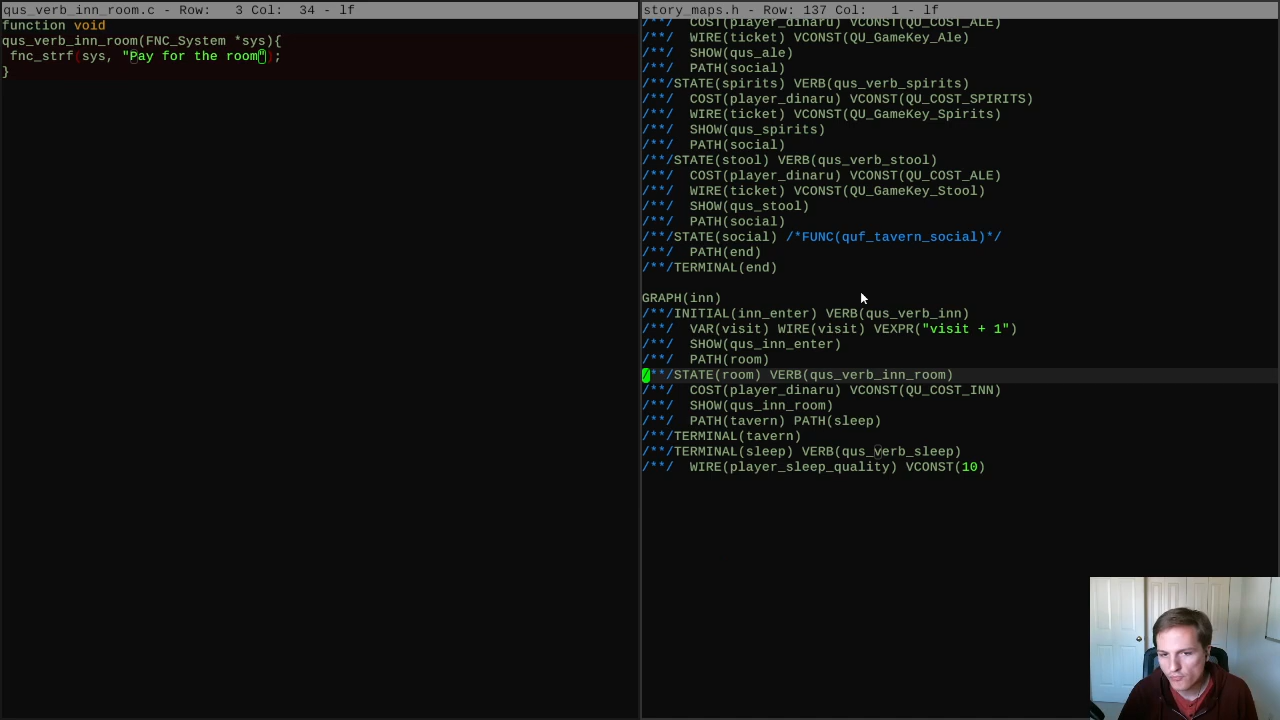 qus_verb_inn_room.c - Row:   3 Col:  34 - lf
function void
qus_verb_inn_room(FNC_System *sys){
 fnc_strf(sys, "Pay for the room");
}
story_maps.h - Row: 137 Col:   1 - lf
/**/  COST(player_dinaru) VCONST(QU_COST_ALE)
/**/  WIRE(ticket) VCONST(QU_GameKey_Ale)
/**/  SHOW(qus_ale)
/**/  PATH(social)
/**/STATE(spirits) VERB(qus_verb_spirits)
/**/  COST(player_dinaru) VCONST(QU_COST_SPIRITS)
/**/  WIRE(ticket) VCONST(QU_GameKey_Spirits)
/**/  SHOW(qus_spirits)
/**/  PATH(social)
/**/STATE(stool) VERB(qus_verb_stool)
/**/  COST(player_dinaru) VCONST(QU_COST_ALE)
/**/  WIRE(ticket) VCONST(QU_GameKey_Stool)
/**/  SHOW(qus_stool)
/**/  PATH(social)
/**/STATE(social) /*FUNC(quf_tavern_social)*/
/**/  PATH(end)
/**/TERMINAL(end)
GRAPH(inn)
/**/INITIAL(inn_enter) VERB(qus_verb_inn)
/**/  VAR(visit) WIRE(visit) VEXPR("visit + 1")
/**/  SHOW(qus_inn_enter)
/**/  PATH(room)
/**/STATE(room) VERB(qus_verb_inn_room)
/**/  COST(player_dinaru) VCONST(QU_COST_INN)
/**/  SHOW(qus_inn_room)
/**/  PATH(tavern) PATH(sleep)
/**/TERMINAL(tavern)
/**/TERMINAL(sleep) VERB(qus_verb_sleep)
/**/  WIRE(player_sleep_quality) VCONST(10)